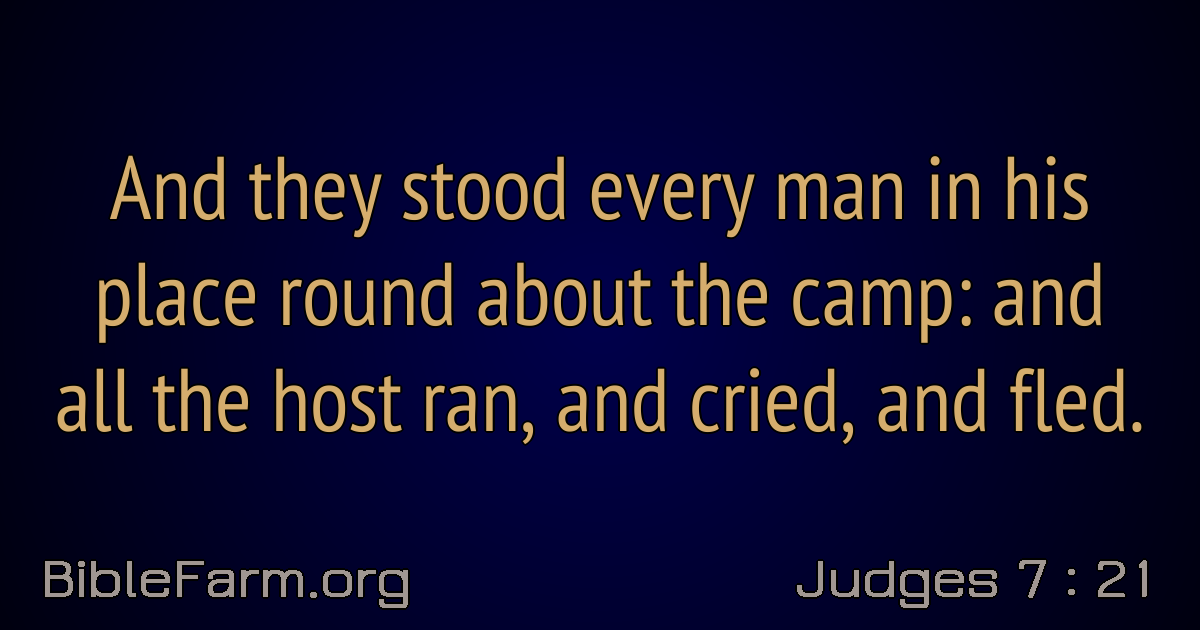 And they stood every man in his
place round about the camp: and
all the host ran, and cried, and fled.
BibleFarm.org
Judges 7 : 21